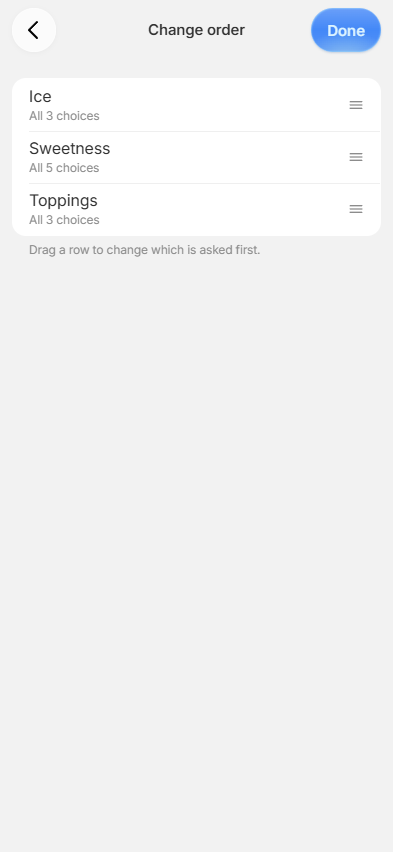 Change order
Done
Ice
All 3 choices
Sweetness
All 5 choices
Toppings
All 3 choices
Drag a row to change which is asked first.